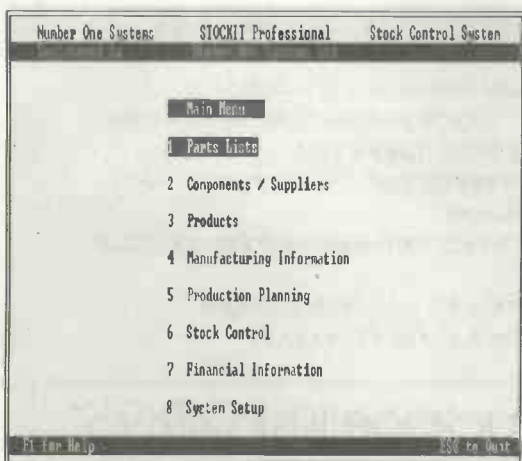 Number One Systems STOCKIT Professional Stock Control System
Main Menu
1 Parts Lists
2 Components / Suppliers
3 Products
4 Manufacturing Information
5 Production Planning
6 Stock Control
7 Financial Information
8 System Setup
F1 for Help ESC to Quit